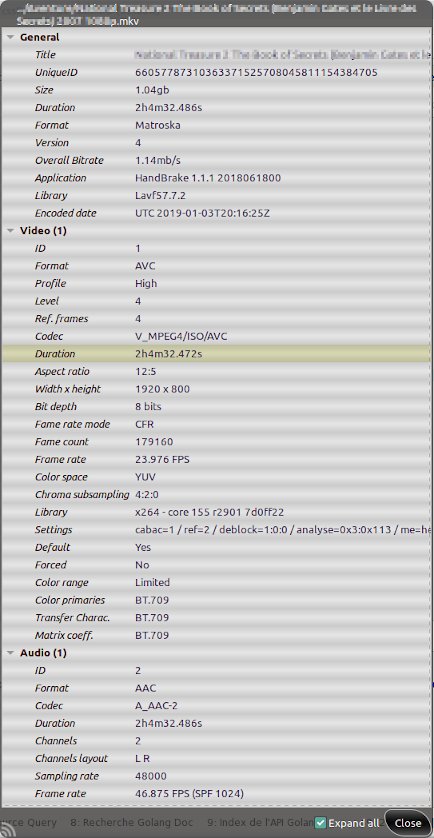 .../Aventure/National Treasure 2 The Book of Secrets (Benjamin Gates et le Livre des
Secrets) 2007 1080p.mkv
General
Title National Treasure 2 The Book of Secrets (Benjamin Gates et le
UniqueID 66057787310363371525708045811154384705
Size 1.04gb
Duration 2h4m32.486s
Format Matroska
Version 4
Overall Bitrate 1.14mb/s
Application HandBrake 1.1.1 2018061800
Library Lavf57.7.2
Encoded date UTC 2019-01-03T20:16:25Z
Video (1)
ID 1
Format AVC
Profile High
Level 4
Ref. frames 4
Codec V_MPEG4/ISO/AVC
Duration 2h4m32.472s
Aspect ratio 12:5
Width x height 1920 x 800
Bit depth 8 bits
Fame rate mode CFR
Fame count 179160
Frame rate 23.976 FPS
Color space YUV
Chroma subsampling 4:2:0
Library x264 - core 155 r2901 7d0ff22
Settings cabac=1 / ref=2 / deblock=1:0:0 / analyse=0x3:0x113 / me=he
Default Yes
Forced No
Color range Limited
Color primaries BT.709
Transfer Charac. BT.709
Matrix coeff. BT.709
Audio (1)
ID 2
Format AAC
Codec A_AAC-2
Duration 2h4m32.486s
Channels 2
Channels layout L R
Sampling rate 48000
Frame rate 46.875 FPS (SPF 1024)
urce Query 8: Recherche Golang Doc 9: Index de l'API Golan Expand all Close